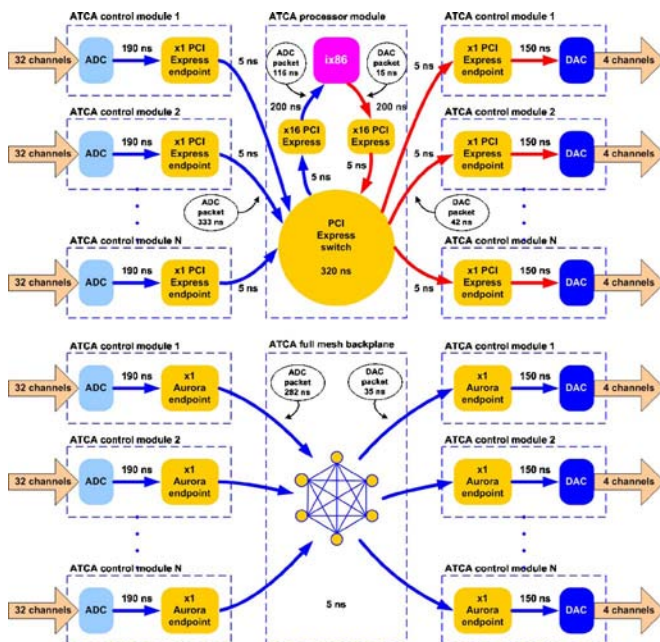 ATCA control module 1
ATCA processor module
ATCA control module 1
32 channels
ADC
190 ns
x1 PCI
Express
endpoint
5 ns
ADC
packet
116 ns
ix86
DAC
packet
15 ns
200 ns
200 ns
x16 PCI
Express
x16 PCI
Express
5 ns
5 ns
5 ns
x1 PCI
Express
endpoint
150 ns
DAC
4 channels
ATCA control module 2
32 channels
ADC
190 ns
x1 PCI
Express
endpoint
5 ns
ADC
packet
333 ns
PCI
Express
switch
320 ns
DAC
packet
42 ns
ATCA control module 2
5 ns
x1 PCI
Express
endpoint
150 ns
DAC
4 channels
ATCA control module N
32 channels
ADC
190 ns
x1 PCI
Express
endpoint
5 ns
ATCA control module N
5 ns
x1 PCI
Express
endpoint
150 ns
DAC
4 channels
ATCA control module 1
ATCA full mesh backplane
ATCA control module 1
32 channels
ADC
190 ns
x1
Aurora
endpoint
ADC
packet
282 ns
DAC
packet
35 ns
x1
Aurora
endpoint
150 ns
DAC
4 channels
ATCA control module 2
32 channels
ADC
190 ns
x1
Aurora
endpoint
ATCA control module 2
x1
Aurora
endpoint
150 ns
DAC
4 channels
ATCA control module N
32 channels
ADC
190 ns
x1
Aurora
endpoint
5 ns
ATCA control module N
x1
Aurora
endpoint
150 ns
DAC
4 channels